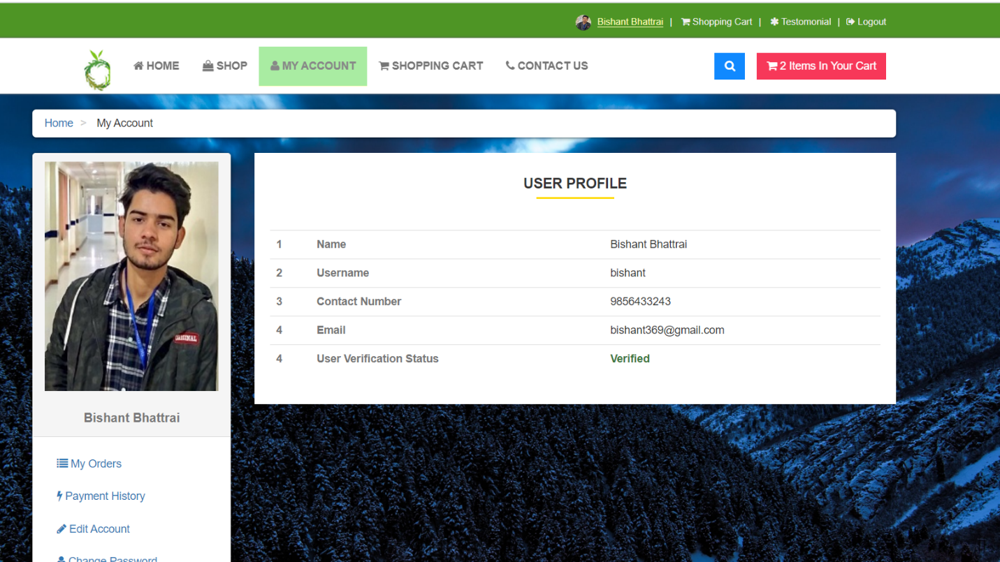 Bishant Bhattrai | Shopping Cart | Testomonial | Logout
HOME SHOP MY ACCOUNT SHOPPING CART CONTACT US 2 Items In Your Cart
Home > My Account
USER PROFILE
1 Name Bishant Bhattrai
2 Username bishant
3 Contact Number 9856433243
4 Email bishant369@gmail.com
4 User Verification Status Verified
ORIGINAL
Bishant Bhattrai
My Orders
Payment History
Edit Account
Change Password